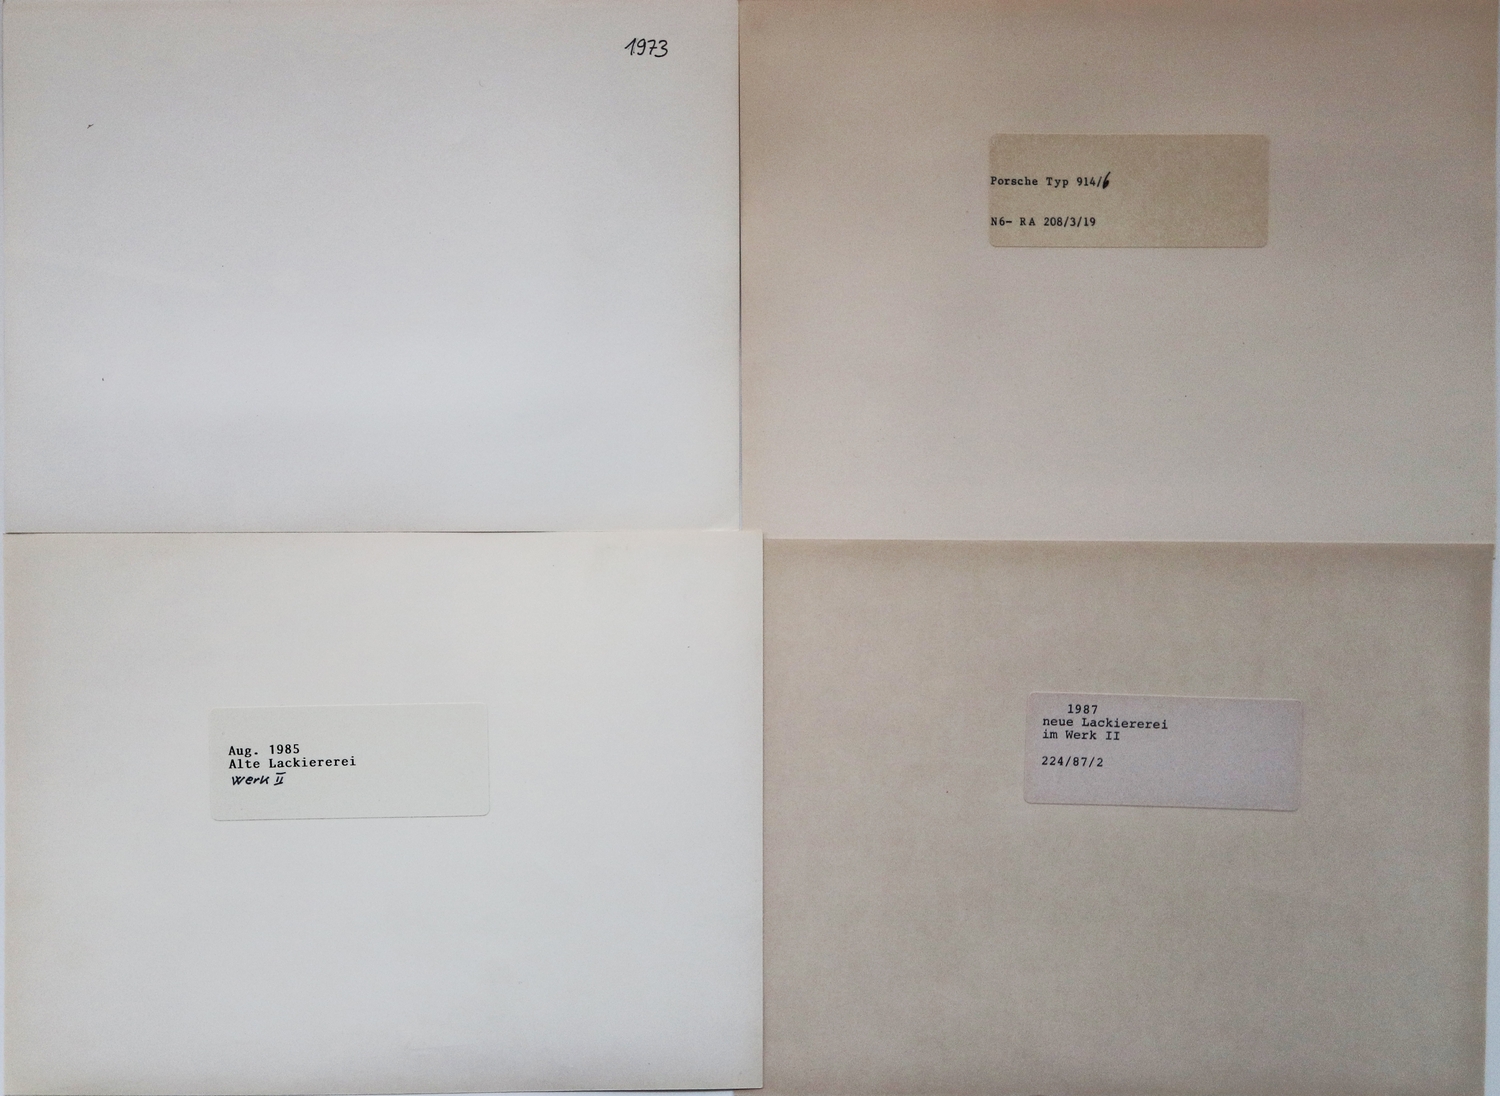 1973
Porsche Typ 914/6
N6- RA 208/3/19
Aug. 1985
Alte Lackiererei
Werk II
1987
neue Lackiererei
im Werk II
224/87/2